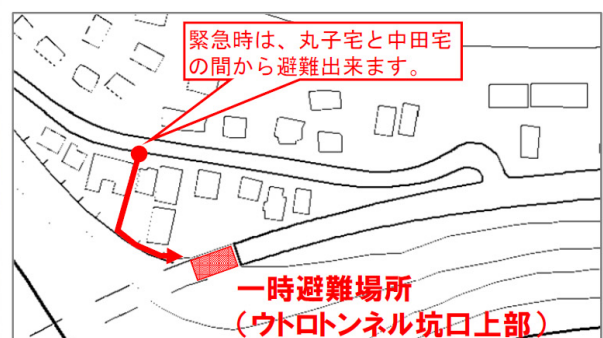 緊急時は、丸子宅と中田宅
の間から避難出来ます。
一時避難場所
（ウトロトンネル坑口上部）